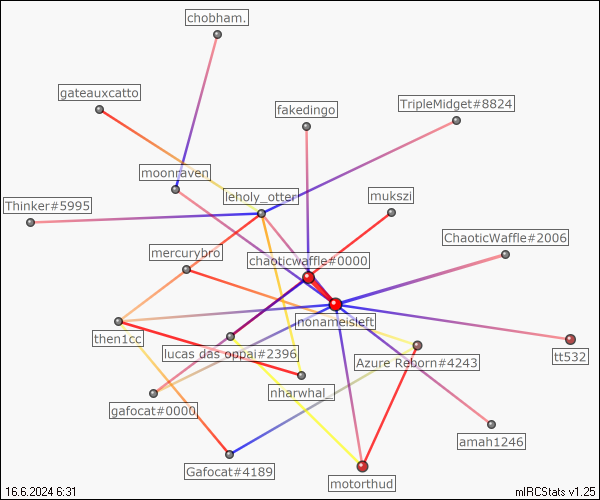 chobham.
gateauxcatto
fakedingo
TripleMidget#8824
moonraven
leholy_otter
mukszi
Thinker#5995
ChaoticWaffle#2006
mercurybro
chaoticwaffle#0000
nonameisleft
then1cc
lucas das oppai#2396
Azure Reborn#4243
tt532
nharwhal_
gafocat#0000
amah1246
Gafocat#4189
motorthud
16.6.2024 6:31
mIRCStats v1.25